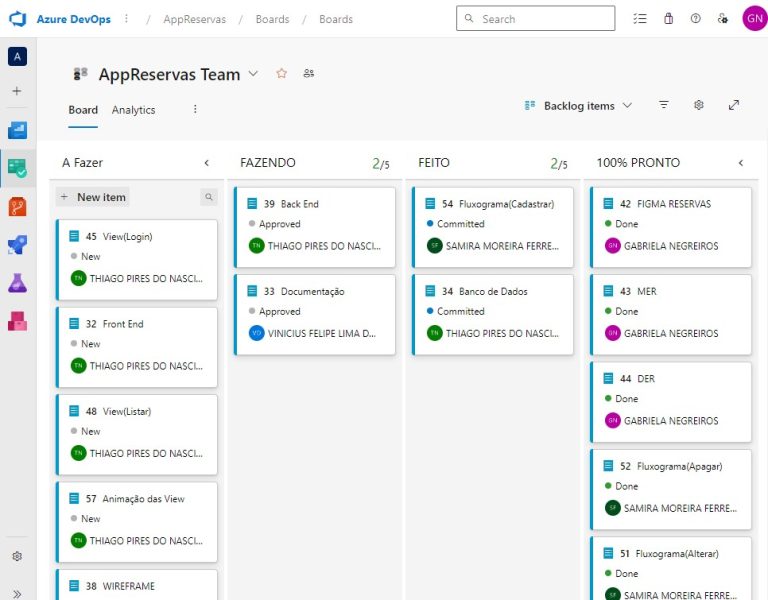 Azure DevOps / AppReservas / Boards / Boards
Search
GN
A
AppReservas Team
Board Analytics
Backlog items
A Fazer
FAZENDO 2/5
FEITO 2/5
100% PRONTO
+ New item
45 View(Login)
New
TN THIAGO PIRES DO NASCI...
32 Front End
New
TN THIAGO PIRES DO NASCI...
48 View(Listar)
New
TN THIAGO PIRES DO NASCI...
57 Animação das View
New
TN THIAGO PIRES DO NASCI...
38 WIREFRAME
39 Back End
Approved
TN THIAGO PIRES DO NASCI...
33 Documentação
Approved
VD VINICIUS FELIPE LIMA D...
54 Fluxograma(Cadastrar)
Committed
SF SAMIRA MOREIRA FERRE...
34 Banco de Dados
Committed
TN THIAGO PIRES DO NASCI...
42 FIGMA RESERVAS
Done
GN GABRIELA NEGREIROS
43 MER
Done
GN GABRIELA NEGREIROS
44 DER
Done
GN GABRIELA NEGREIROS
52 Fluxograma(Apagar)
Done
SF SAMIRA MOREIRA FERRE...
51 Fluxograma(Alterar)
Done
SF SAMIRA MOREIRA FERRE...